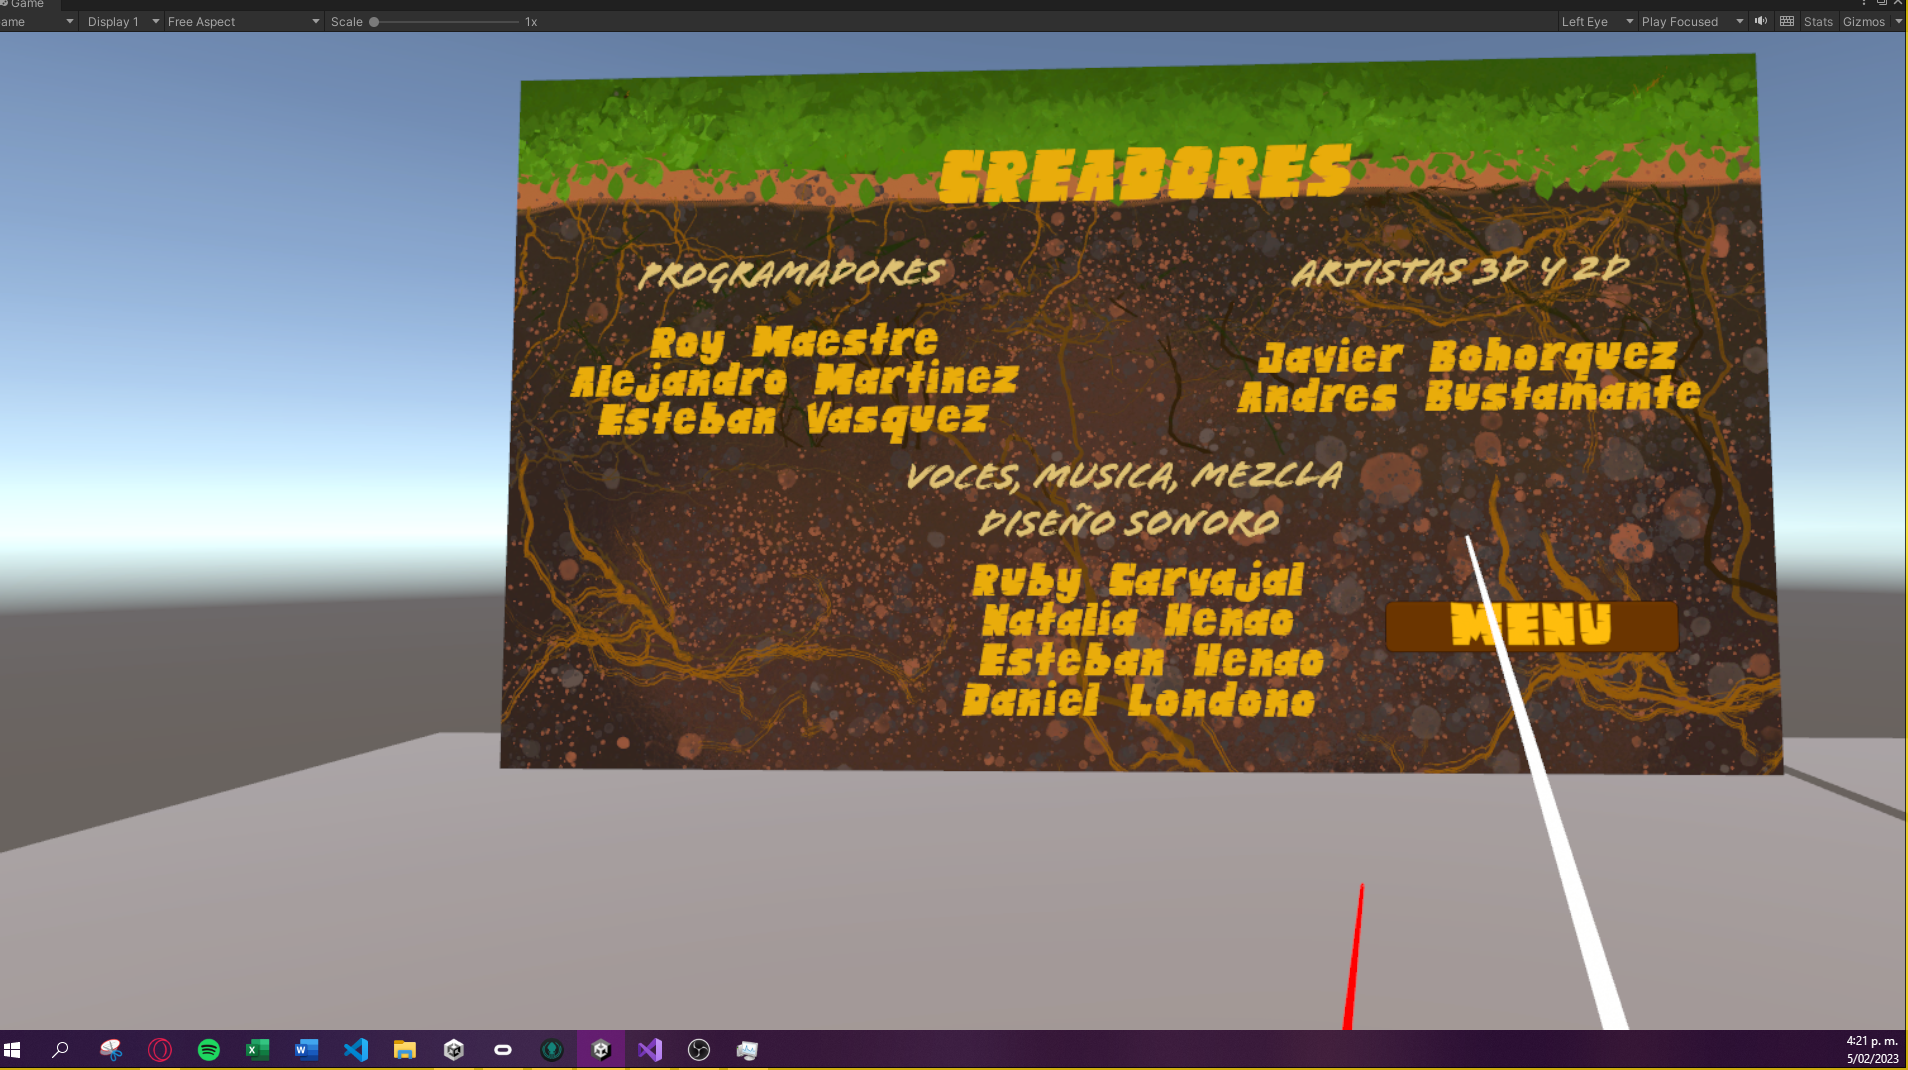 Game
ame
Display 1
Free Aspect
Scale
1x
Left Eye
Play Focused
Stats
Gizmos
CREADORES
PROGRAMADORES
Roy Maestre
Alejandro Martinez
Esteban Vasquez
ARTISTAS 3D Y 2D
Javier Bohorquez
Andres Bustamante
VOCES, MUSICA, MEZCLA
DISEÑO SONORO
Ruby Carvajal
Natalia Henao
Esteban Henao
Daniel Londono
MENU
4:21 p. m.
5/02/2023